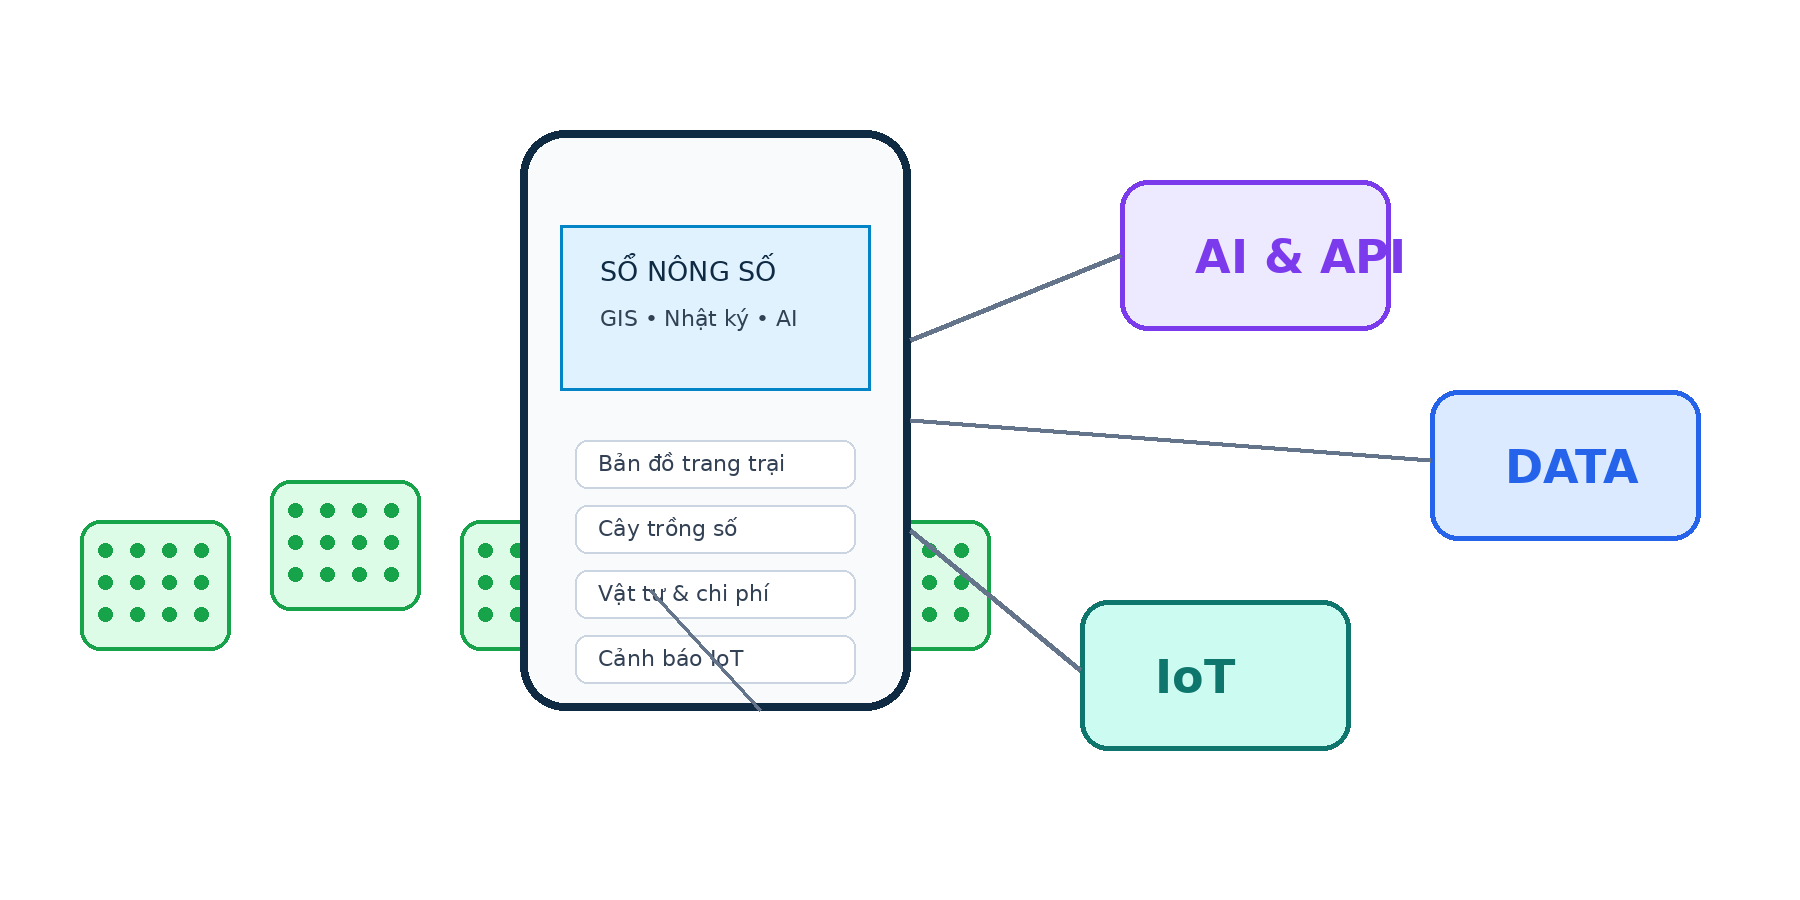 SỔ NÔNG SỐ
GIS • Nhật ký • AI
Bản đồ trang trại
Cây trồng số
Vật tư & chi phí
Cảnh báo IoT
AI & API
DATA
IoT